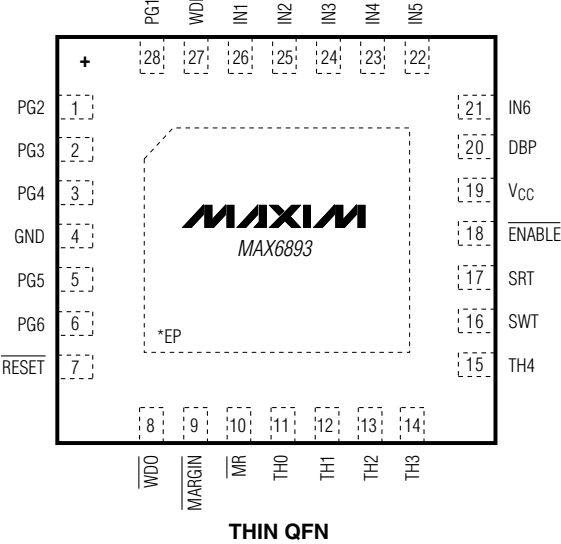 PG1 WDI IN1 IN2 IN3 IN4 IN5
+ 28 27 26 25 24 23 22
PG2 1 21 IN6
PG3 2 20 DBP
PG4 3 19 VCC
GND 4 18 ENABLE
PG5 5 17 SRT
PG6 6 16 SWT
RESET 7 15 TH4
MAXIM
MAX6893
*EP
8 9 10 11 12 13 14
WDO MARGIN MR TH0 TH1 TH2 TH3
THIN QFN